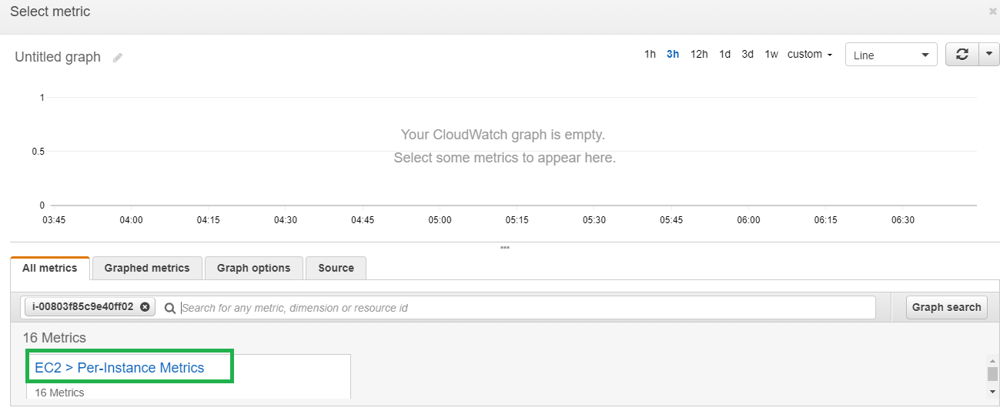 Select metric
Untitled graph
1h 3h 12h 1d 3d 1w custom
Line
1
Your CloudWatch graph is empty.
0.5
Select some metrics to appear here.
0
03:45 04:00 04:15 04:30 04:45 05:00 05:15 05:30 05:45 06:00 06:15 06:30
All metrics Graphed metrics Graph options Source
i-00803f85c9e40ff02 Search for any metric, dimension or resource id Graph search
16 Metrics
EC2 > Per-Instance Metrics
16 Metrics